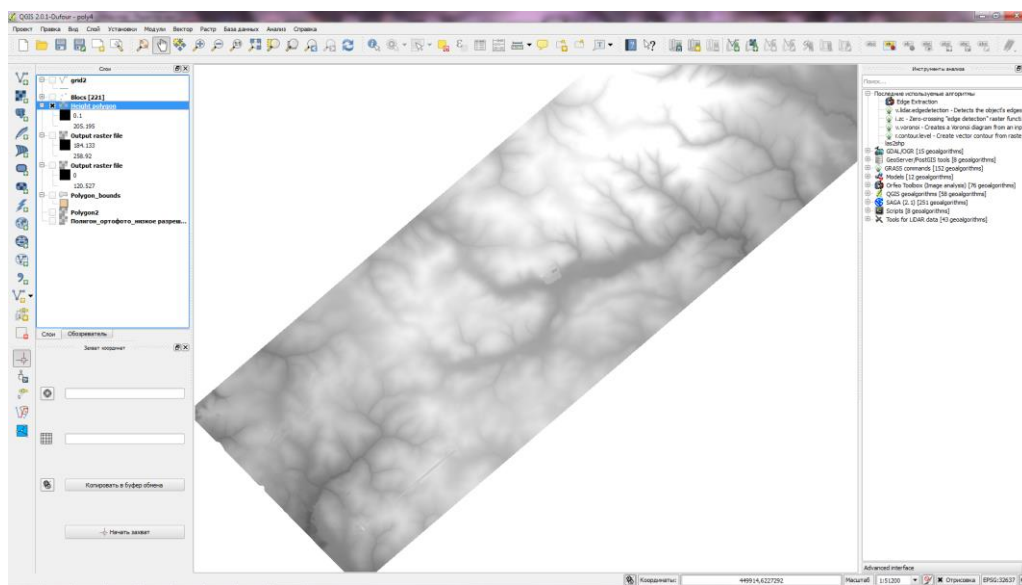 QGIS 2.0.1-Dufour - poly4
Проект Правка Вид Слой Установки Модули Вектор Растр База данных Анализ Справка
Слои
grid2
Blocs [221]
Height polygon
0.1
205.195
Output raster file
184.133
258.92
Output raster file
0
120.527
Polygon_bounds
Polygon2
Полигон_ортофото_низкое разреш...
Слои Обозреватель
Захват координат
Копировать в буфер обмена
Начать захват
Инструменты анализа
Поиск...
Последние использованные алгоритмы
Edge Extraction
v.lidar.edgedetection - Detects the object's edges
i.zc - Zero-crossing "edge detection" raster functi
v.voronoi - Creates a Voronoi diagram from an inp
r.contour.level - Create vector contour from raste
las2shp
GDAL/OGR [15 geoalgorithms]
GeoServer/PostGIS tools [8 geoalgorithms]
GRASS commands [152 geoalgorithms]
Models [12 geoalgorithms]
Orfeo Toolbox (Image analysis) [76 geoalgorithms]
QGIS geoalgorithms [58 geoalgorithms]
SAGA (2.1) [251 geoalgorithms]
Scripts [8 geoalgorithms]
Tools for LiDAR data [43 geoalgorithms]
Advanced interface
Координаты: 449914,6227292 Масштаб 1:51200 Отрисовка EPSG:32637